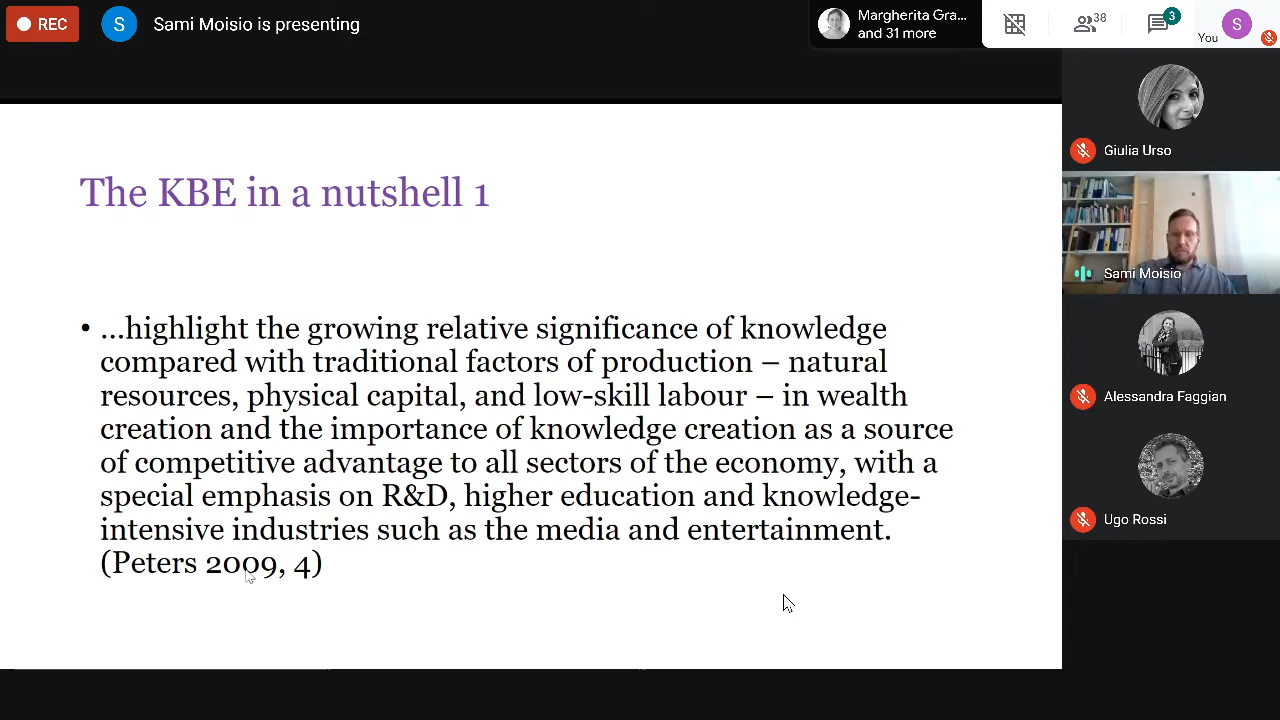 REC
S
Sami Moisio is presenting
Margherita Gra...
and 31 more
38
3
You
S
Giulia Urso
Sami Moisio
Alessandra Faggian
Ugo Rossi
The KBE in a nutshell 1
• ...highlight the growing relative significance of knowledge
compared with traditional factors of production – natural
resources, physical capital, and low-skill labour – in wealth
creation and the importance of knowledge creation as a source
of competitive advantage to all sectors of the economy, with a
special emphasis on R&D, higher education and knowledge-
intensive industries such as the media and entertainment.
(Peters 2009, 4)